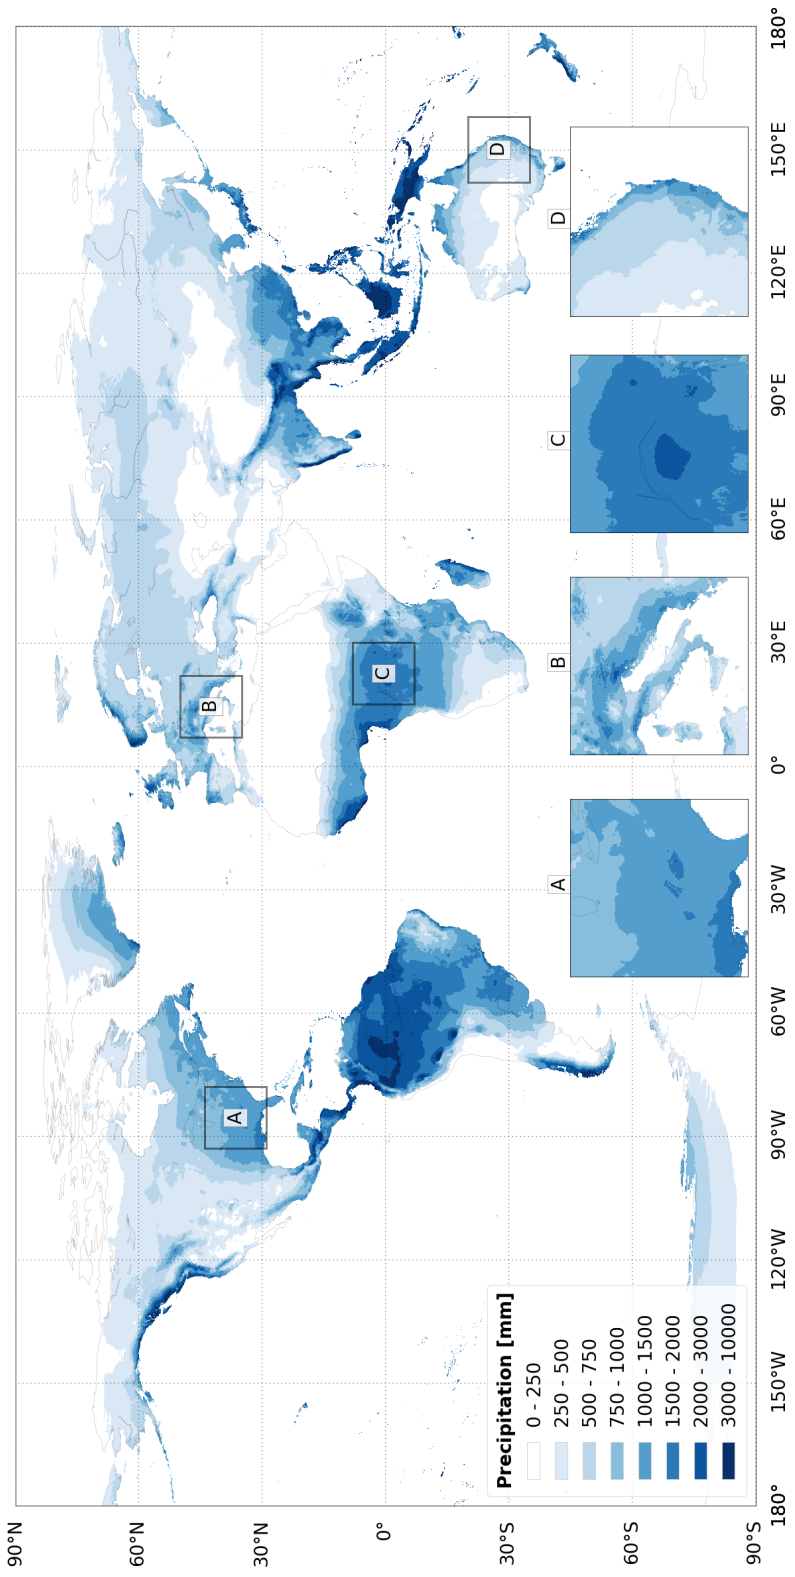 90°N
60°N
30°N
0°
30°S
60°S
90°S
180°
150°W
120°W
90°W
60°W
30°W
0°
30°E
60°E
90°E
120°E
150°E
180°
A
B
C
D
Precipitation [mm]
0 - 250
250 - 500
500 - 750
750 - 1000
1000 - 1500
1500 - 2000
2000 - 3000
3000 - 10000
A
B
C
D